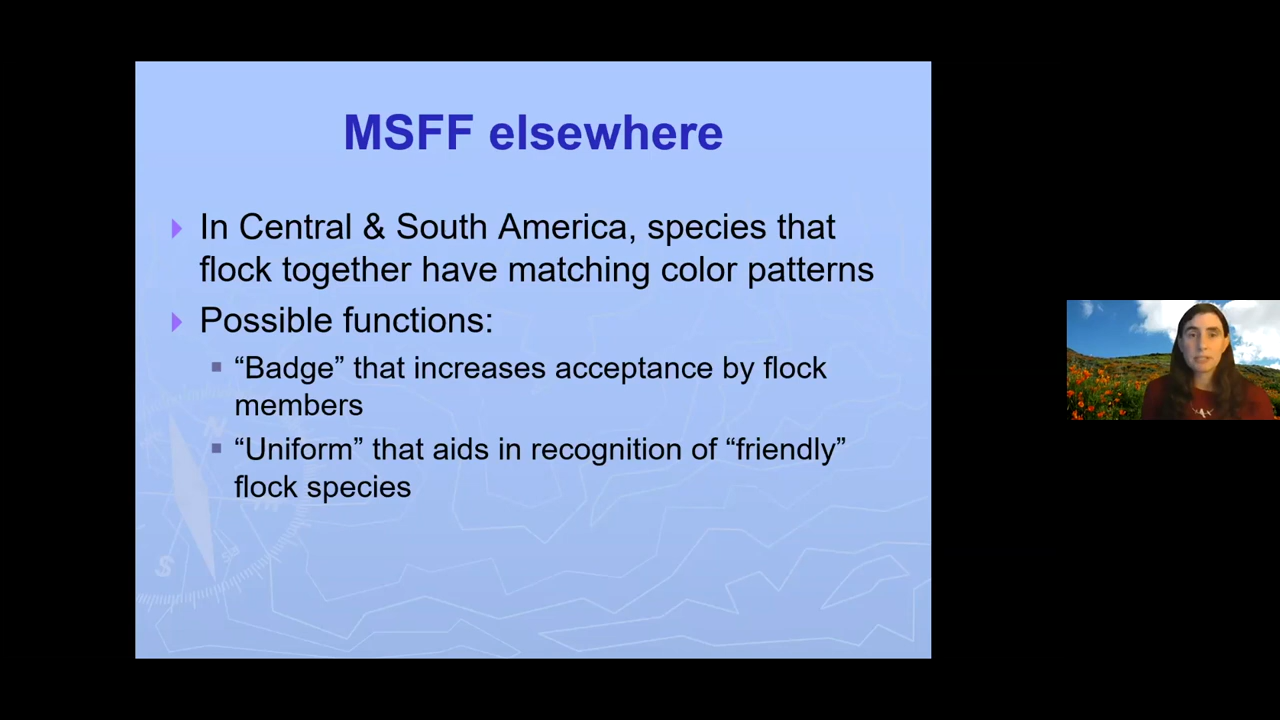 MSFF elsewhere
In Central & South America, species that
flock together have matching color patterns
Possible functions:
“Badge” that increases acceptance by flock
members
“Uniform” that aids in recognition of “friendly”
flock species
N
S